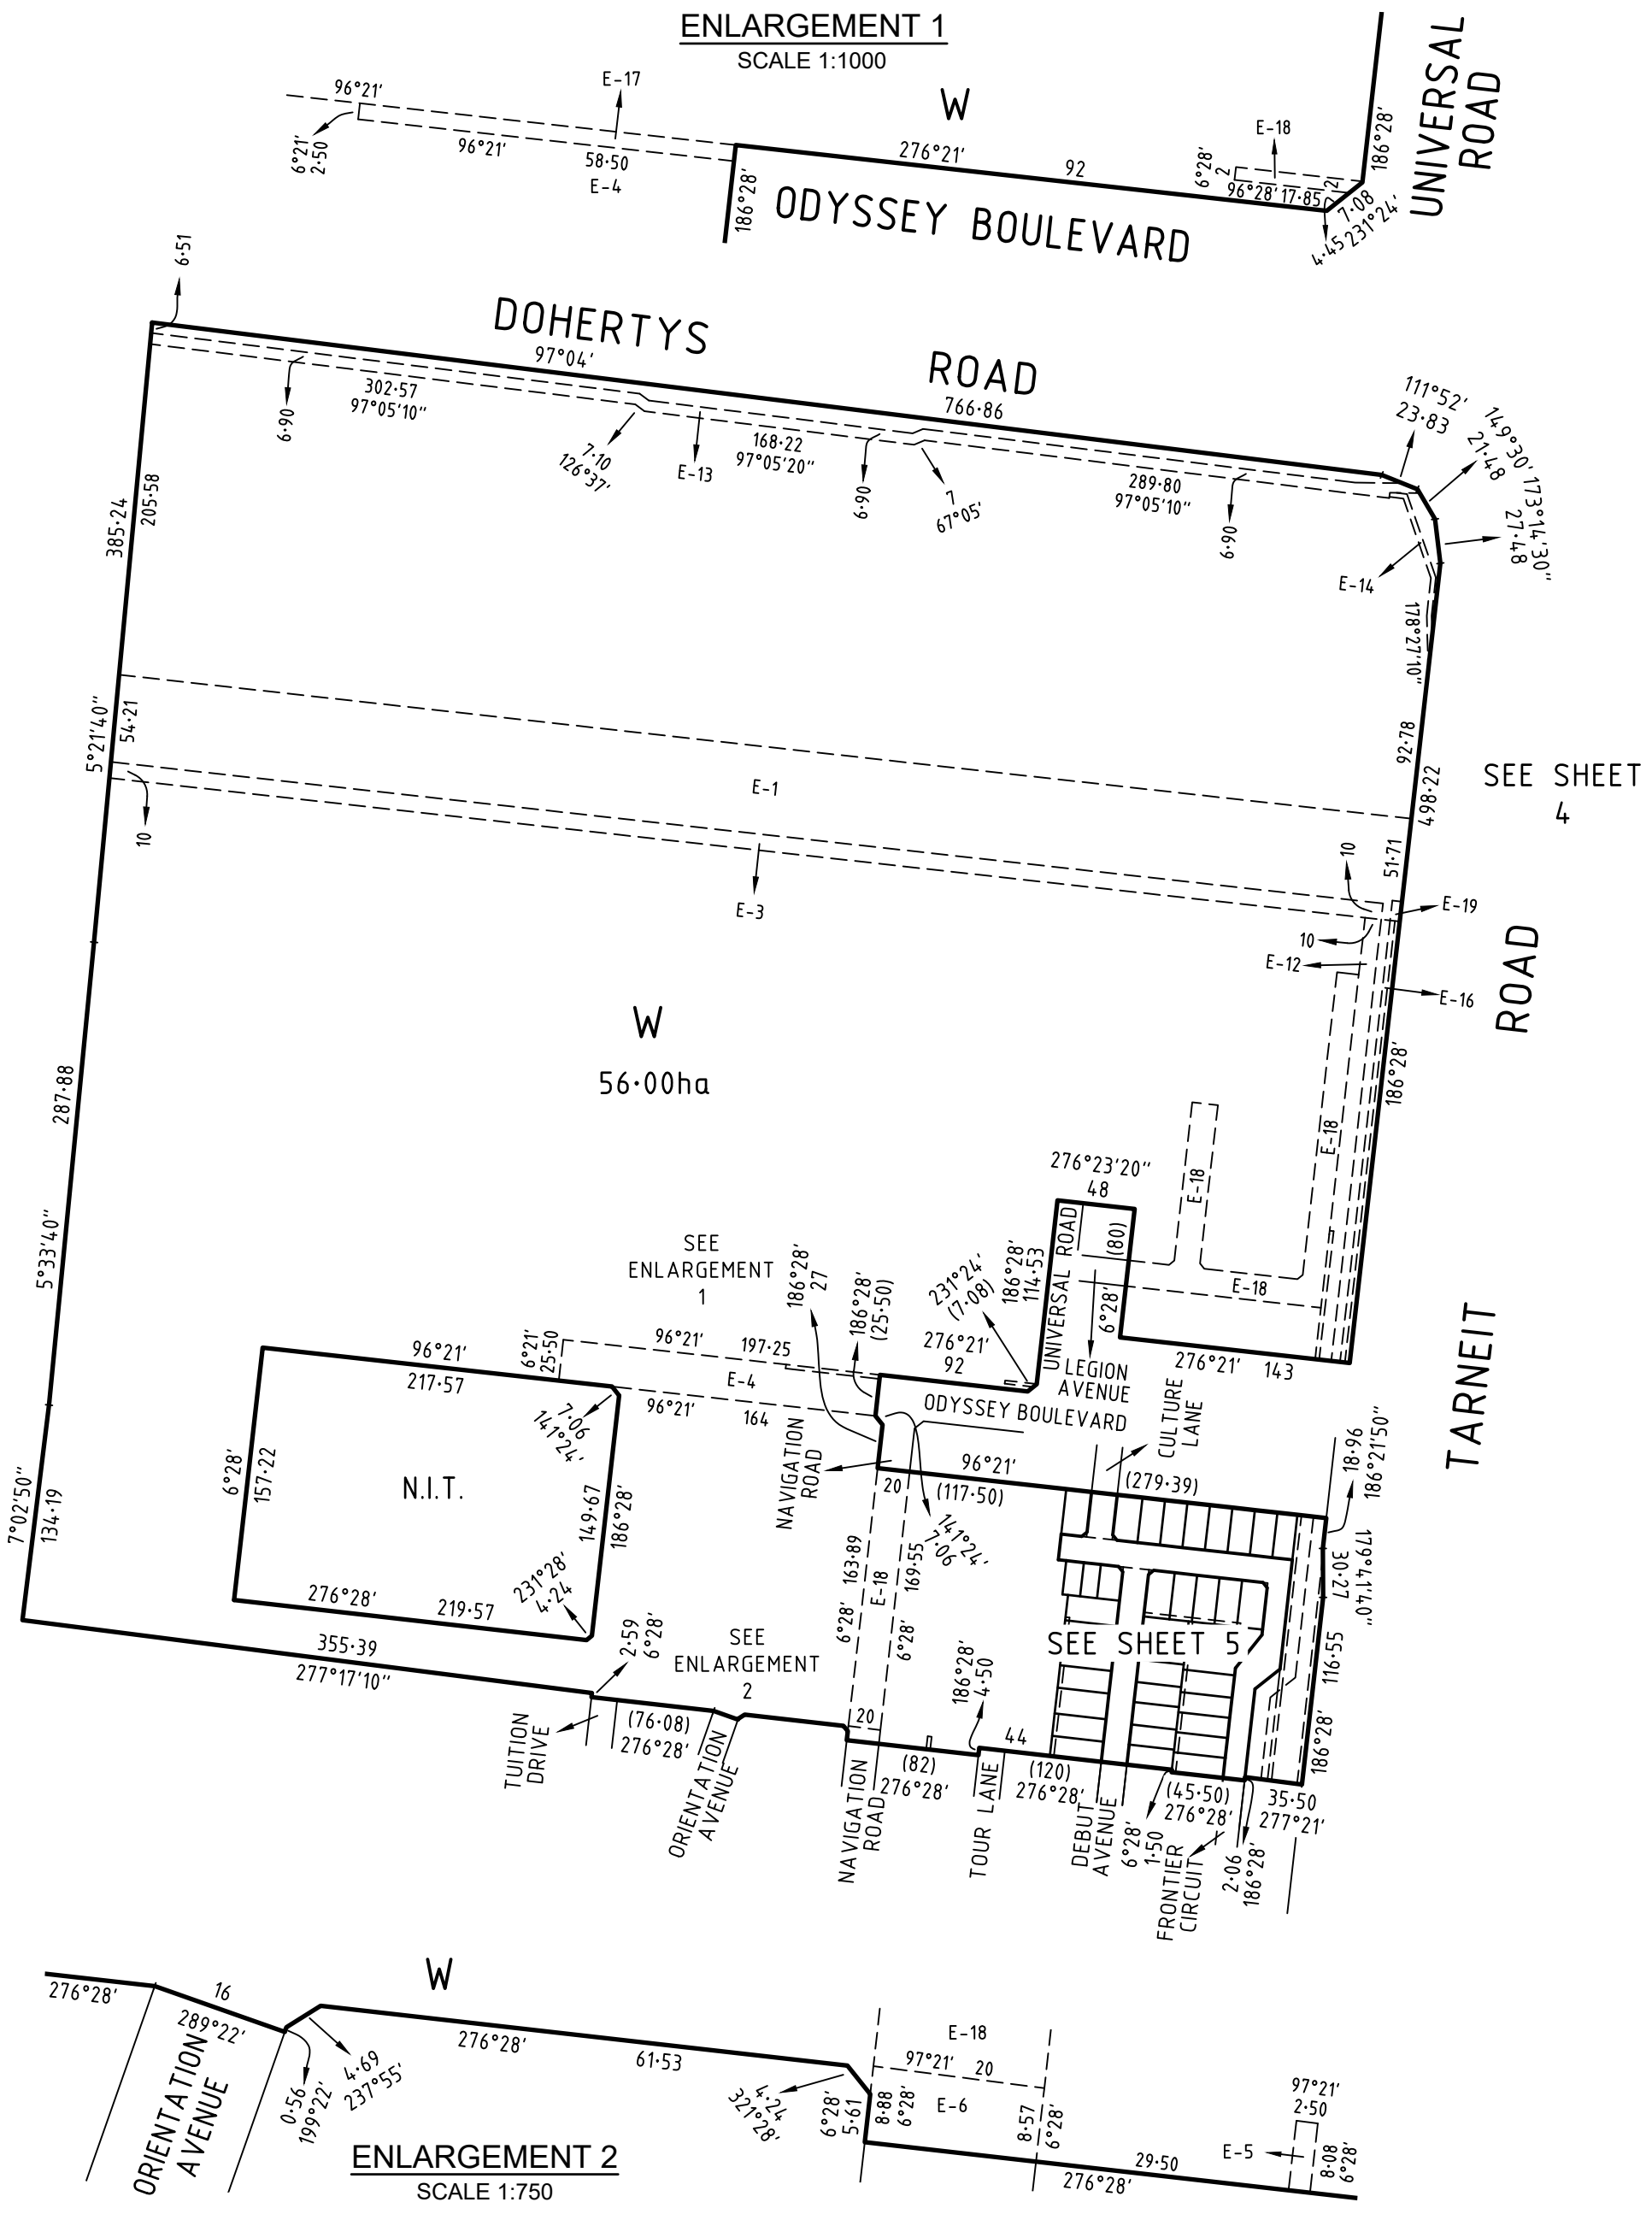 ENLARGEMENT 1
SCALE 1:1000
UNIVERSAL
ROAD
96°21'
E-17
W
6°21'
2·50
96°21'
58·50
E-4
276°21'
92
186°28'
E-18
6°28'
2
96°28' 17·85
2
186°28'
7·08
231°24'
4·45
ODYSSEY BOULEVARD
6·51
DOHERTYS
ROAD
97°04'
766·86
6·90
302·57
97°05'10"
7·10
126°37'
E-13
168·22
97°05'20"
6·90
7
67°05'
289·80
97°05'10"
6·90
111°52'
23·83
149°30'
21·48
173°14'30"
27·48
E-14
178°27'10"
385·24
205·58
5°21'40"
54·21
10
E-1
E-3
92·78
498·22
SEE SHEET
4
51·71
10
E-19
10
E-12
E-16
ROAD
W
56·00ha
287·88
5°33'40"
186°28'
E-18
E-18
E-18
276°23'20"
48
(80)
UNIVERSAL ROAD
186°28'
114·53
6°28'
SEE
ENLARGEMENT
1
186°28'
27
186°28'
(25·50)
231°24'
(7·08)
276°21'
92
276°21'
143
LEGION
AVENUE
ODYSSEY BOULEVARD
CULTURE
LANE
TARNEIT
96°21'
217·57
6°21'
25·50
96°21'
197·25
E-4
96°21'
164
7·06
141°24'
NAVIGATION
ROAD
6°28'
157·22
N.I.T.
149·67
186°28'
231°28'
4·24
276°28'
219·57
7°02'50"
134·19
96°21'
20
(117·50)
(279·39)
141°24'
7·06
18·96
186°21'50"
179°41'40"
30·27
163·89
6°28'
E-18
169·55
6°28'
116·55
186°28'
SEE SHEET 5
355·39
277°17'10"
2·59
6°28'
SEE
ENLARGEMENT
2
186°28'
4·50
20
TUITION
DRIVE
(76·08)
276°28'
ORIENTATION
AVENUE
NAVIGATION
ROAD
(82)
276°28'
TOUR LANE
44
(120)
276°28'
DEBUT
AVENUE
6°28'
1·50
(45·50)
276°28'
FRONTIER
CIRCUIT
2·06
186°28'
35·50
277°21'
W
276°28'
16
289°22'
ORIENTATION
AVENUE
0·56
199°22'
4·69
237°55'
276°28'
61·53
4·24
321°28'
6°28'
5·61
8·88
6°28'
E-18
97°21'
20
E-6
8·57
6°28'
29·50
276°28'
E-5
97°21'
2·50
8·08
6°28'
ENLARGEMENT 2
SCALE 1:750